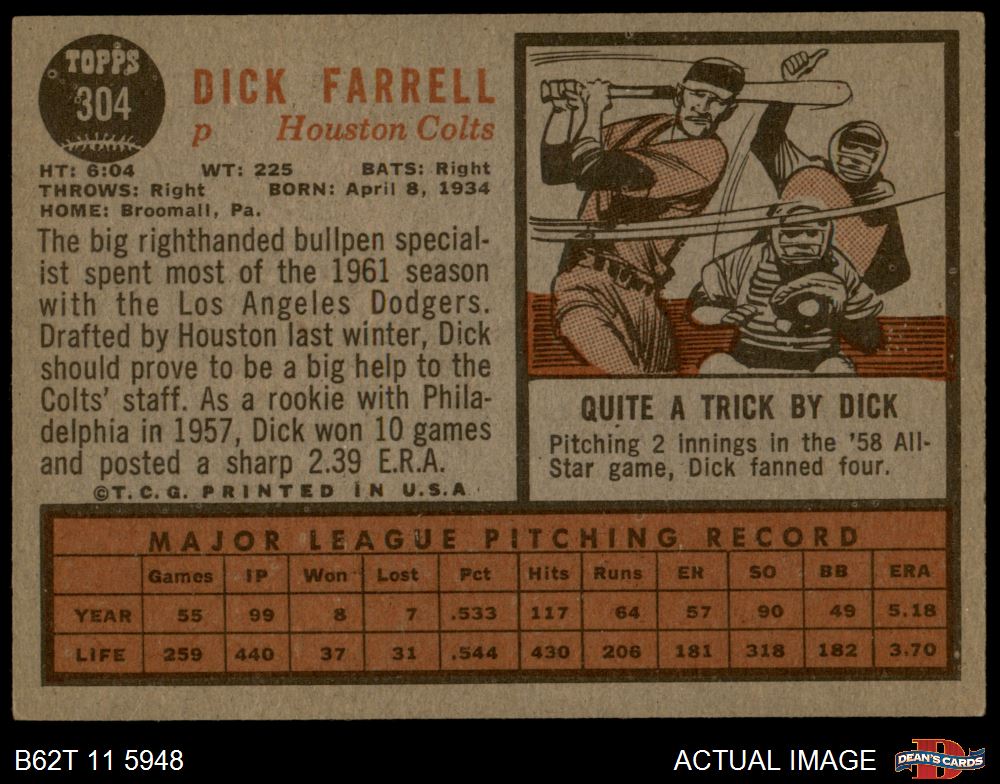 TOPPS
304
DICK FARRELL
p Houston Colts
HT: 6:04 WT: 225 BATS: Right
THROWS: Right BORN: April 8, 1934
HOME: Broomall, Pa.
The big righthanded bullpen special-
ist spent most of the 1961 season
with the Los Angeles Dodgers.
Drafted by Houston last winter, Dick
should prove to be a big help to the
Colts' staff. As a rookie with Phila-
delphia in 1957, Dick won 10 games
and posted a sharp 2.39 E.R.A.
©T.C.G. PRINTED IN U.S.A
QUITE A TRICK BY DICK
Pitching 2 innings in the '58 All-
Star game, Dick fanned four.
MAJOR LEAGUE PITCHING RECORD
Games IP Won Lost Pct Hits Runs ER SO BB ERA
YEAR 55 99 8 7 .533 117 64 57 90 49 5.18
LIFE 259 440 37 31 .544 430 206 181 318 182 3.70
B62T 11 5948
ACTUAL IMAGE
DEAN'S CARDS